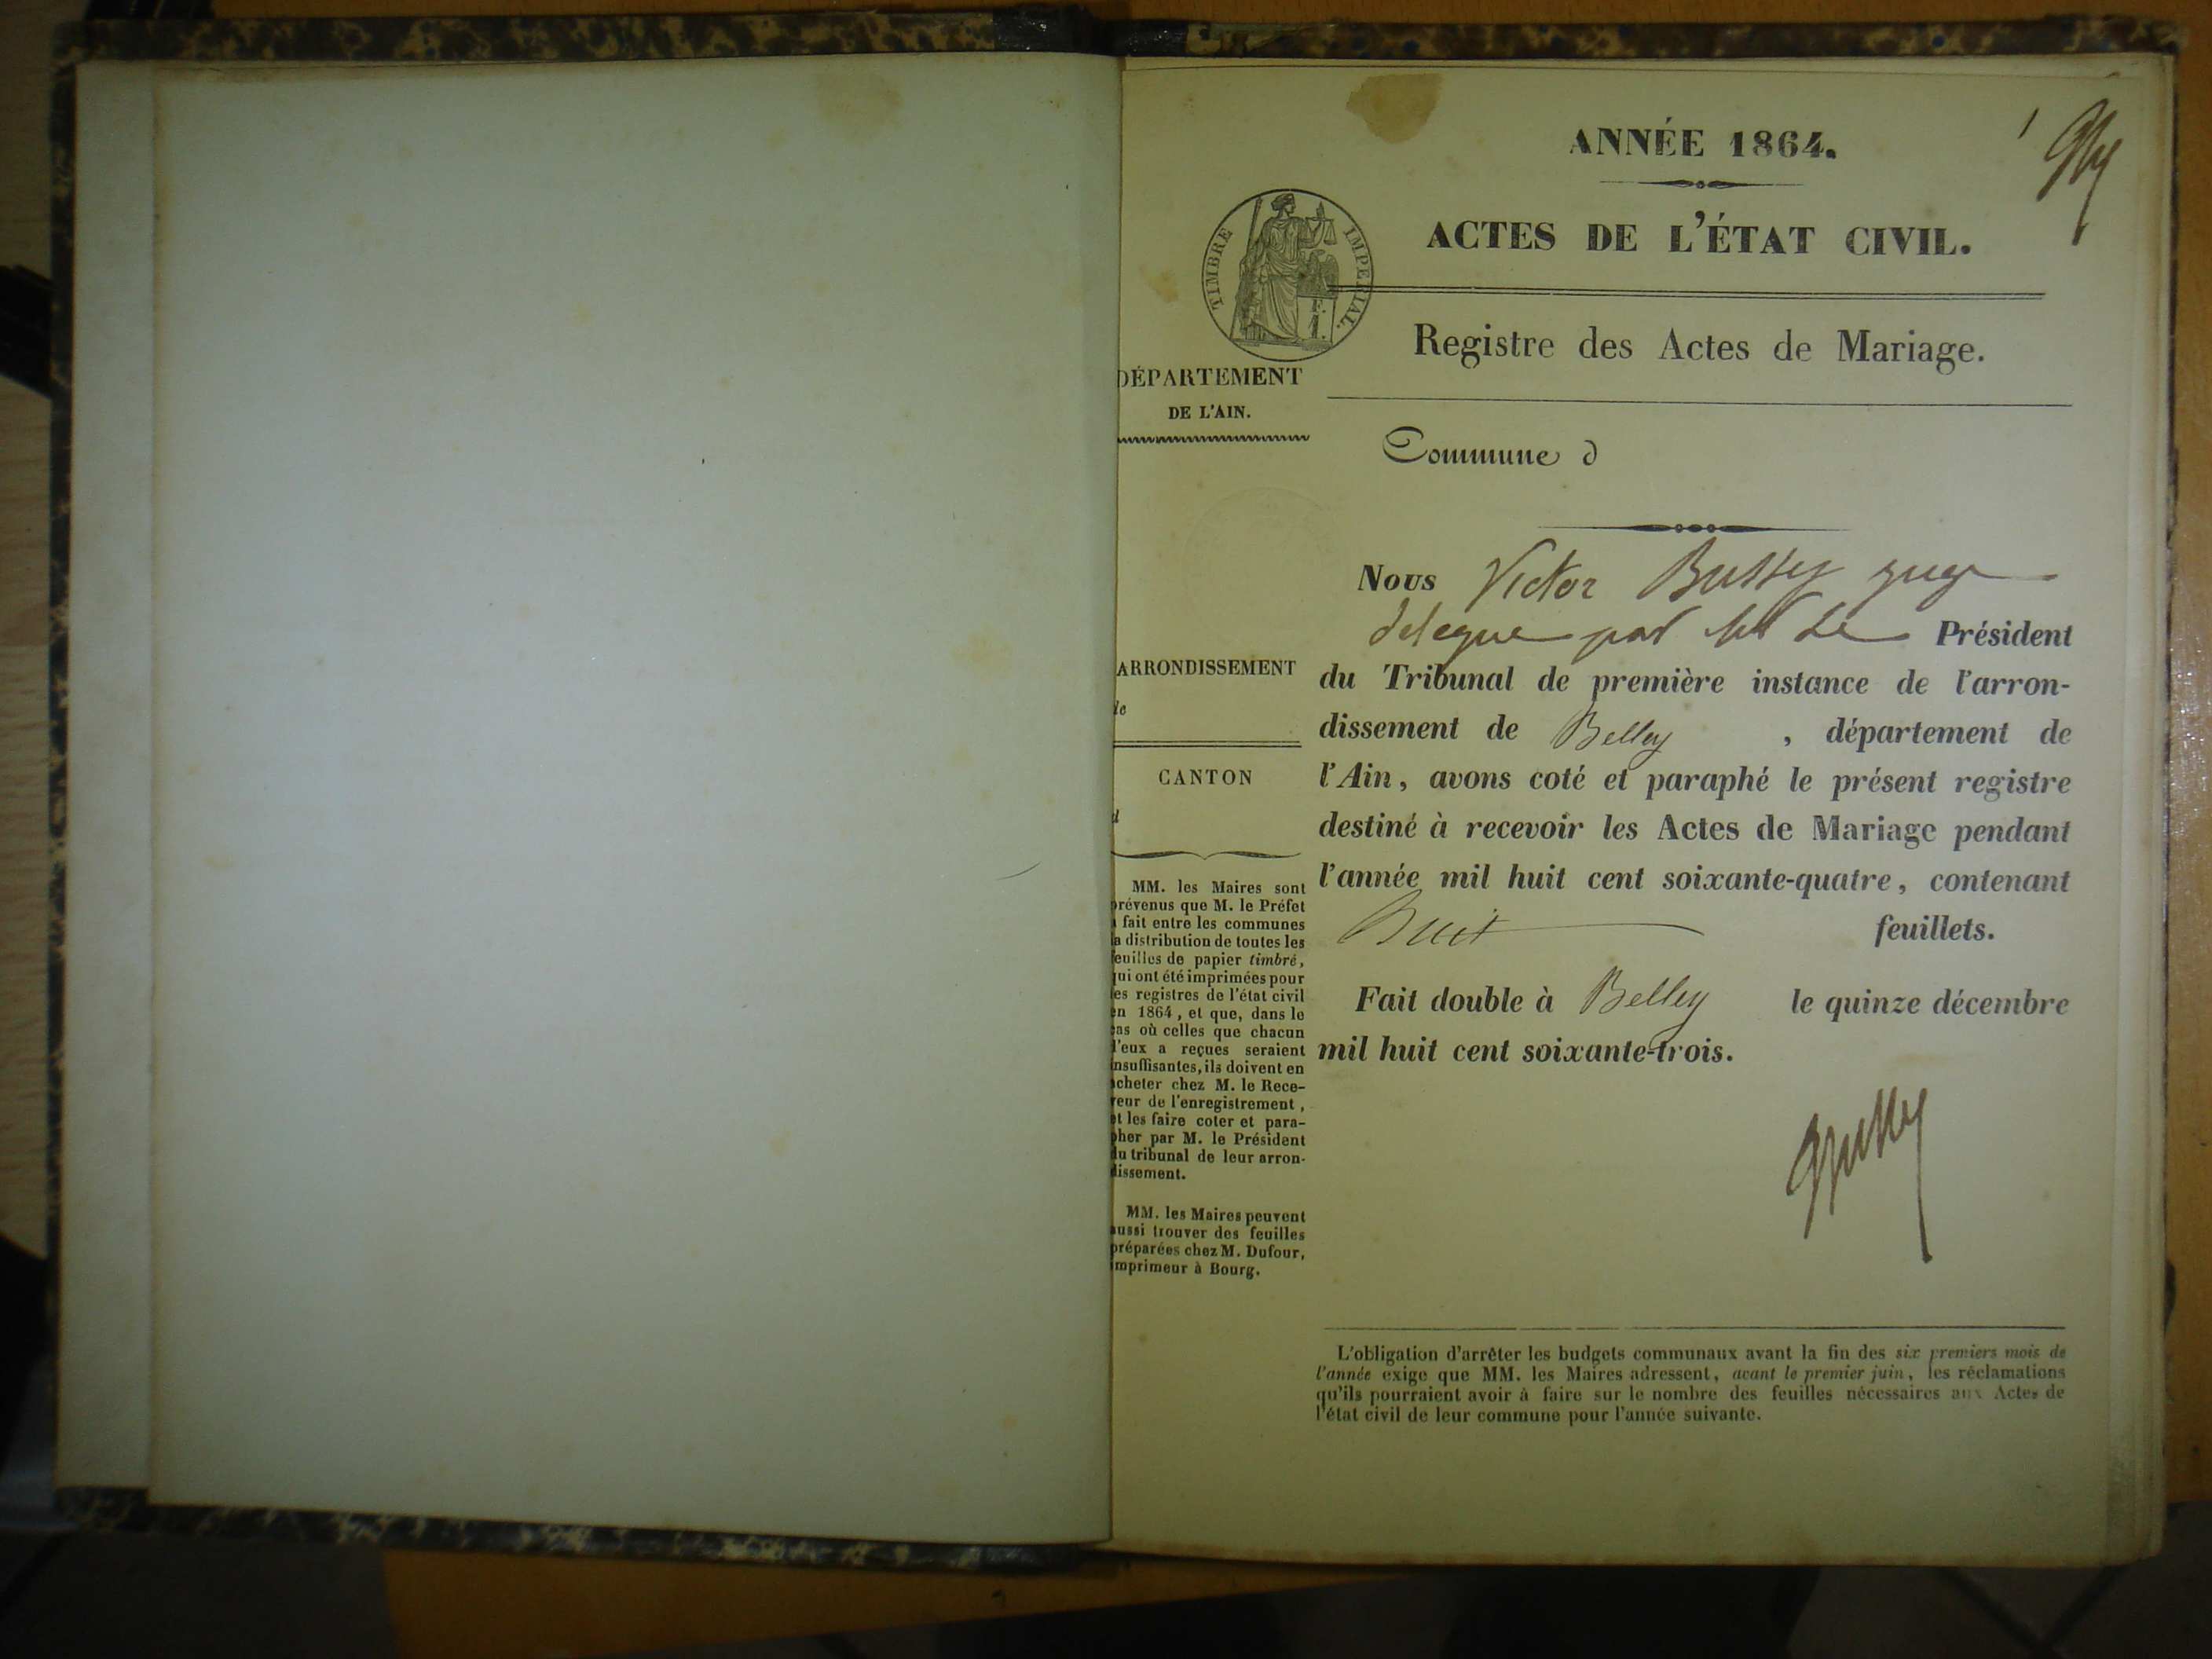 ANNÉE 1864.
1
ACTES DE L'ÉTAT CIVIL.
TIMBRE IMPERIAL.
F.
1.
Registre des Actes de Mariage.
DÉPARTEMENT
DE L'AIN.
Commune d
Nous Victor Bussy juge
délégué par Mr Le Président
du Tribunal de première instance de l'arron-
dissement de Belley , département de
l'Ain, avons coté et paraphé le présent registre
destiné à recevoir les Actes de Mariage pendant
l'année mil huit cent soixante-quatre, contenant
huit feuillets.
Fait double à Belley le quinze décembre
mil huit cent soixante-trois.
ARRONDISSEMENT
de
CANTON
d
MM. les Maires sont
prévenus que M. le Préfet
a fait entre les communes
la distribution de toutes les
feuilles de papier timbré,
qui ont été imprimées pour
les registres de l'état civil
en 1864, et que, dans le
cas où celles que chacun
d'eux a reçues seraient
insuffisantes, ils doivent en
acheter chez M. le Rece-
veur de l'enregistrement,
et les faire coter et para-
pher par M. le Président
du tribunal de leur arron-
dissement.
MM. les Maires peuvent
aussi trouver des feuilles
préparées chez M. Dufour,
imprimeur à Bourg.
L'obligation d'arrêter les budgets communaux avant la fin des six premiers mois de
l'année exige que MM. les Maires adressent, avant le premier juin, les réclamations
qu'ils pourraient avoir à faire sur le nombre des feuilles nécessaires aux Actes de
l'état civil de leur commune pour l'année suivante.